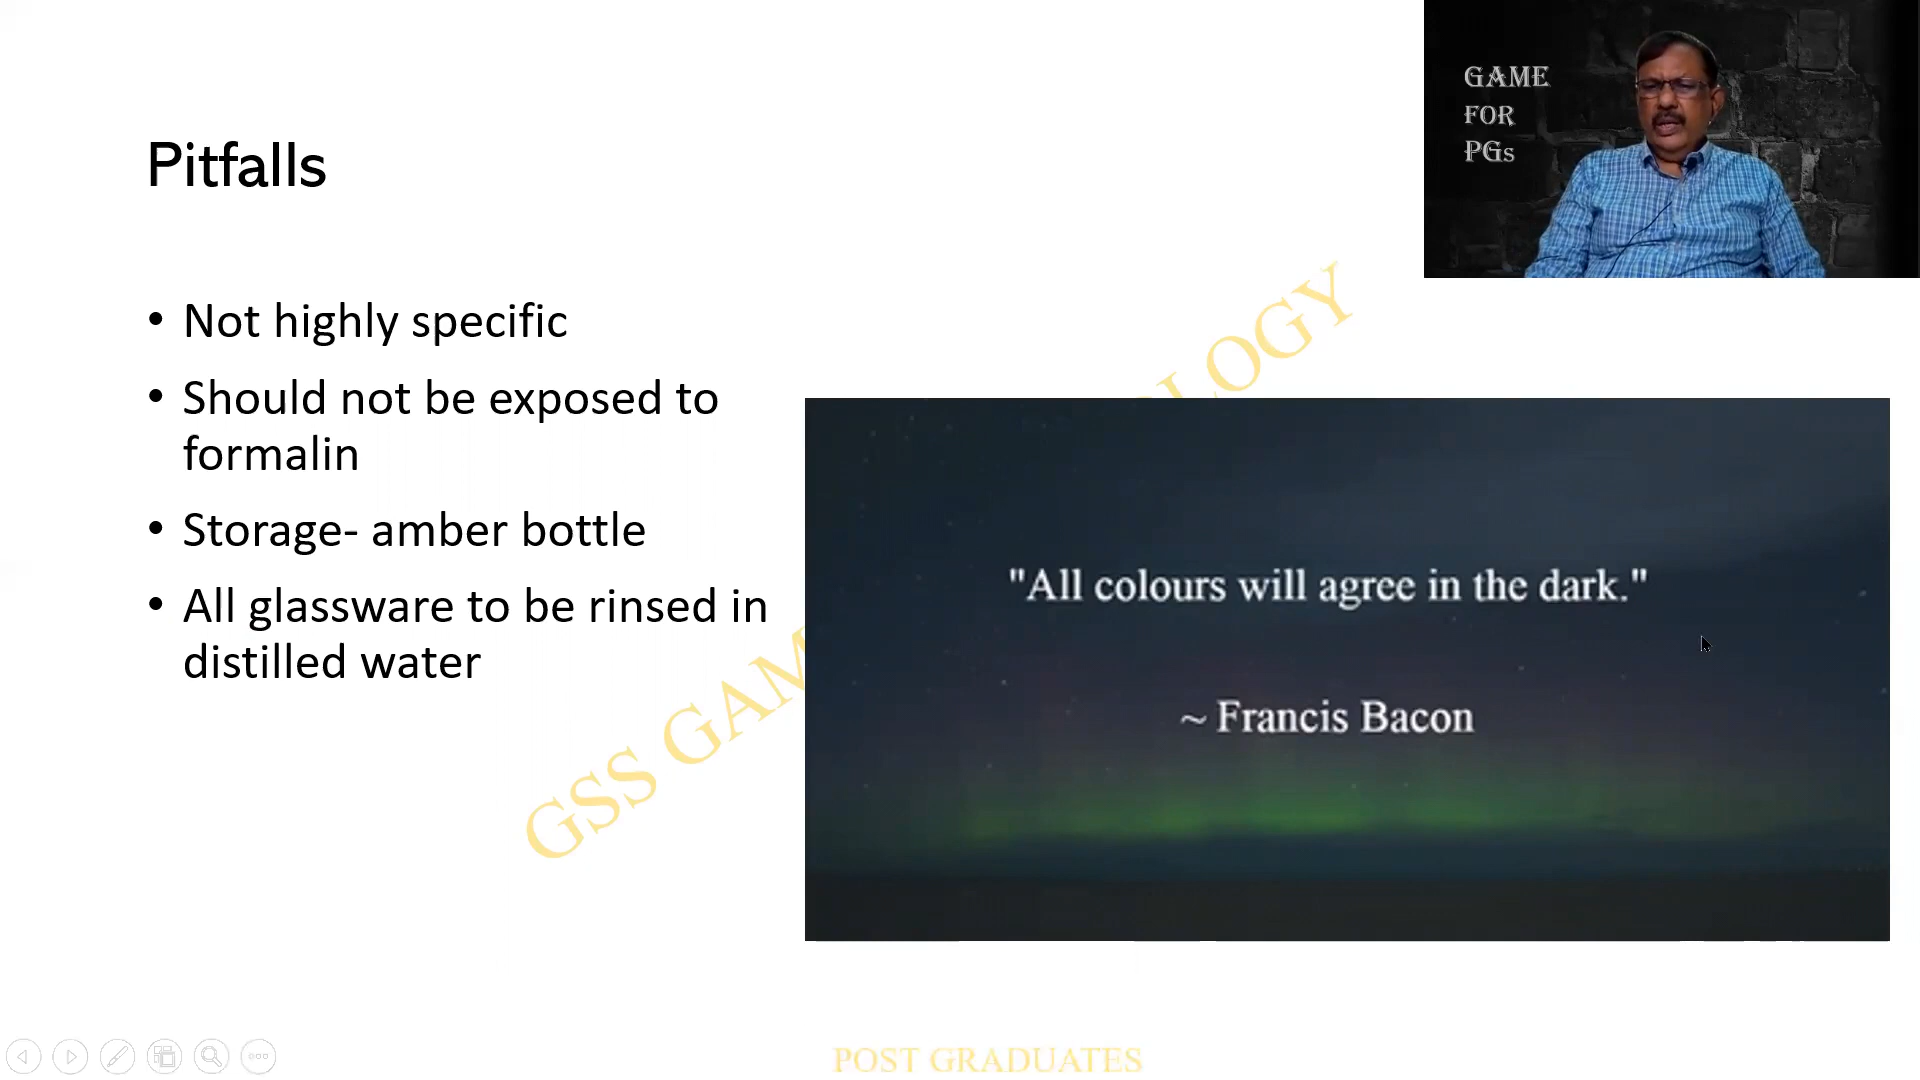 GAME
FOR
PGs
Pitfalls
• Not highly specific
• Should not be exposed to
formalin
• Storage- amber bottle
• All glassware to be rinsed in
distilled water
"All colours will agree in the dark."
~ Francis Bacon
GSS GAM
LOGY
POST GRADUATES